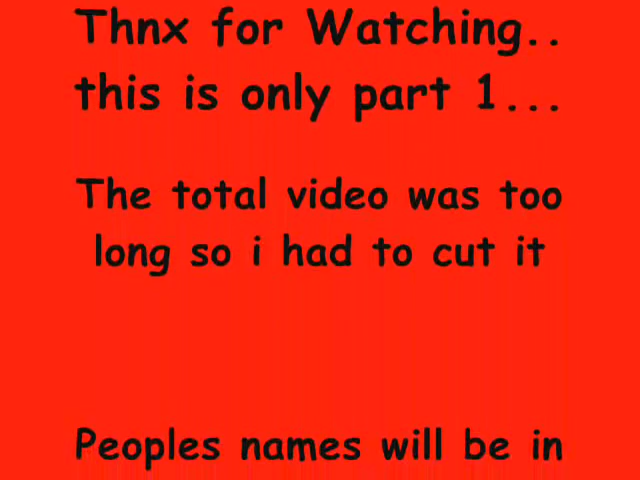 Thnx for Watching..
this is only part 1...
The total video was too
long so i had to cut it
Peoples names will be in